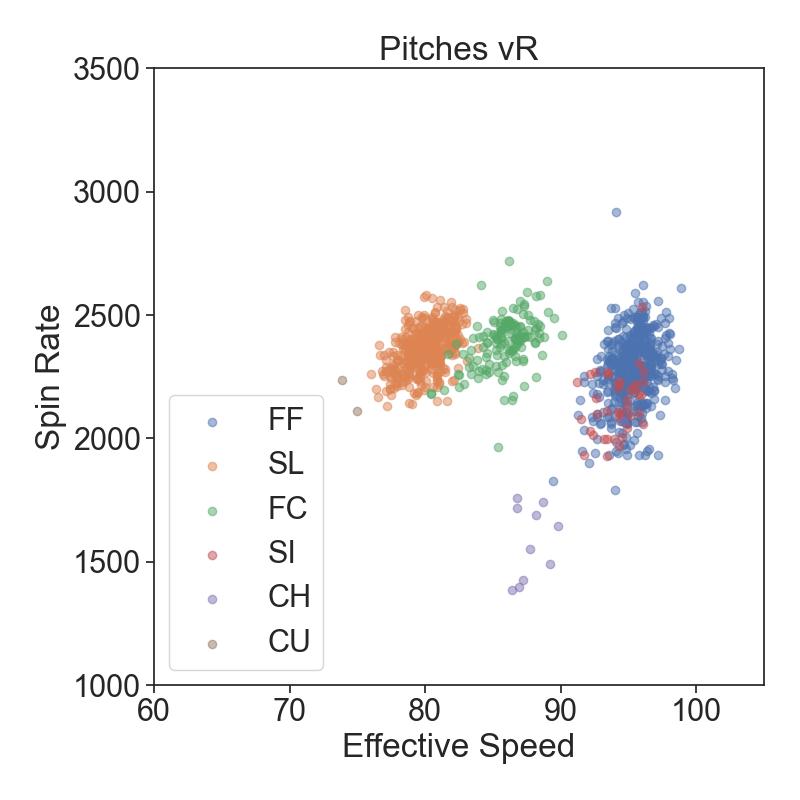 Pitches vR
3500
3000
2500
2000
1500
1000
Spin Rate
FF
SL
FC
SI
CH
CU
60 70 80 90 100
Effective Speed